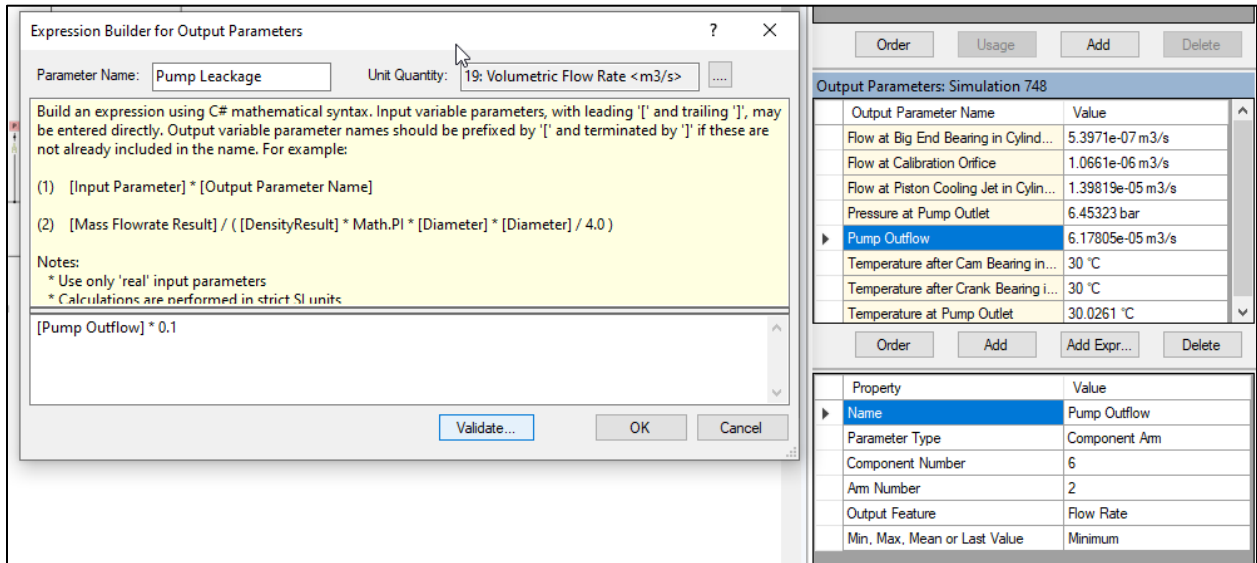 Expression Builder for Output Parameters
?
Parameter Name: Pump Leackage Unit Quantity: 19: Volumetric Flow Rate <m3/s> ....
Build an expression using C# mathematical syntax. Input variable parameters, with leading '[' and trailing ']', may
be entered directly. Output variable parameter names should be prefixed by '[' and terminated by ']' if these are
not already included in the name. For example:
(1) [Input Parameter] * [Output Parameter Name]
(2) [Mass Flowrate Result] / ( [DensityResult] * Math.PI * [Diameter] * [Diameter] / 4.0 )
Notes:
* Use only 'real' input parameters
* Calculations are performed in strict SI units
[Pump Outflow] * 0.1
Validate... OK Cancel
Order Usage Add Delete
Output Parameters: Simulation 748
Output Parameter Name Value
Flow at Big End Bearing in Cylind... 5.3971e-07 m3/s
Flow at Calibration Orifice 1.0661e-06 m3/s
Flow at Piston Cooling Jet in Cylin... 1.39819e-05 m3/s
Pressure at Pump Outlet 6.45323 bar
Pump Outflow 6.17805e-05 m3/s
Temperature after Cam Bearing in... 30 °C
Temperature after Crank Bearing i... 30 °C
Temperature at Pump Outlet 30.0261 °C
Order Add Add Expr... Delete
Property Value
Name Pump Outflow
Parameter Type Component Arm
Component Number 6
Arm Number 2
Output Feature Flow Rate
Min, Max, Mean or Last Value Minimum